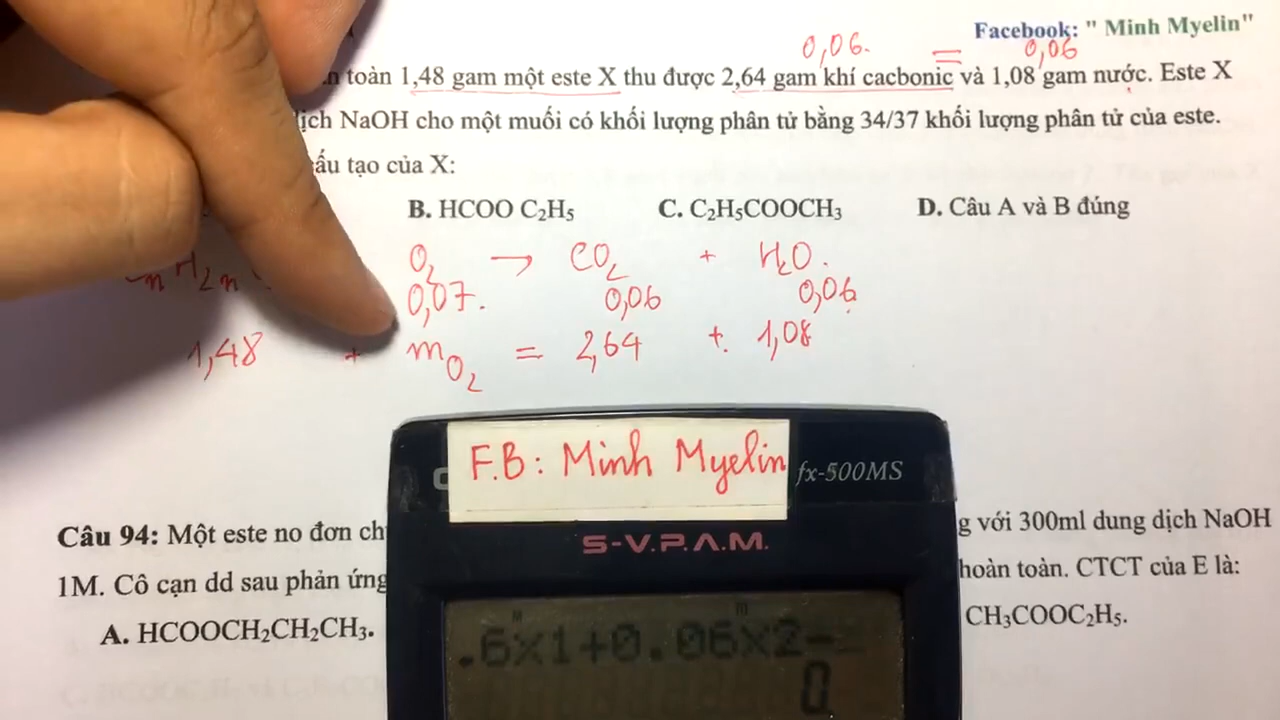 Facebook: " Minh Myelin"
0,06. = 0,06
toàn 1,48 gam một este X thu được 2,64 gam khí cacbonic và 1,08 gam nước. Este X
dịch NaOH cho một muối có khối lượng phân tử bằng 34/37 khối lượng phân tử của este.
cấu tạo của X:
B. HCOO C₂H₅ C. C₂H₅COOCH₃ D. Câu A và B đúng
O₂ → CO₂ + H₂O.
0,07. 0,06 0,06
1,48 + mO₂ = 2,64 + 1,08
F.B: Minh Myelin
fx-500MS
S-V.P.A.M.
Câu 94: Một este no đơn với 300ml dung dịch NaOH
1M. Cô cạn dd sau phản ứng hoàn toàn. CTCT của E là:
A. HCOOCH₂CH₂CH₃. CH₃COOC₂H₅.
.6x1+0.06x2-
0